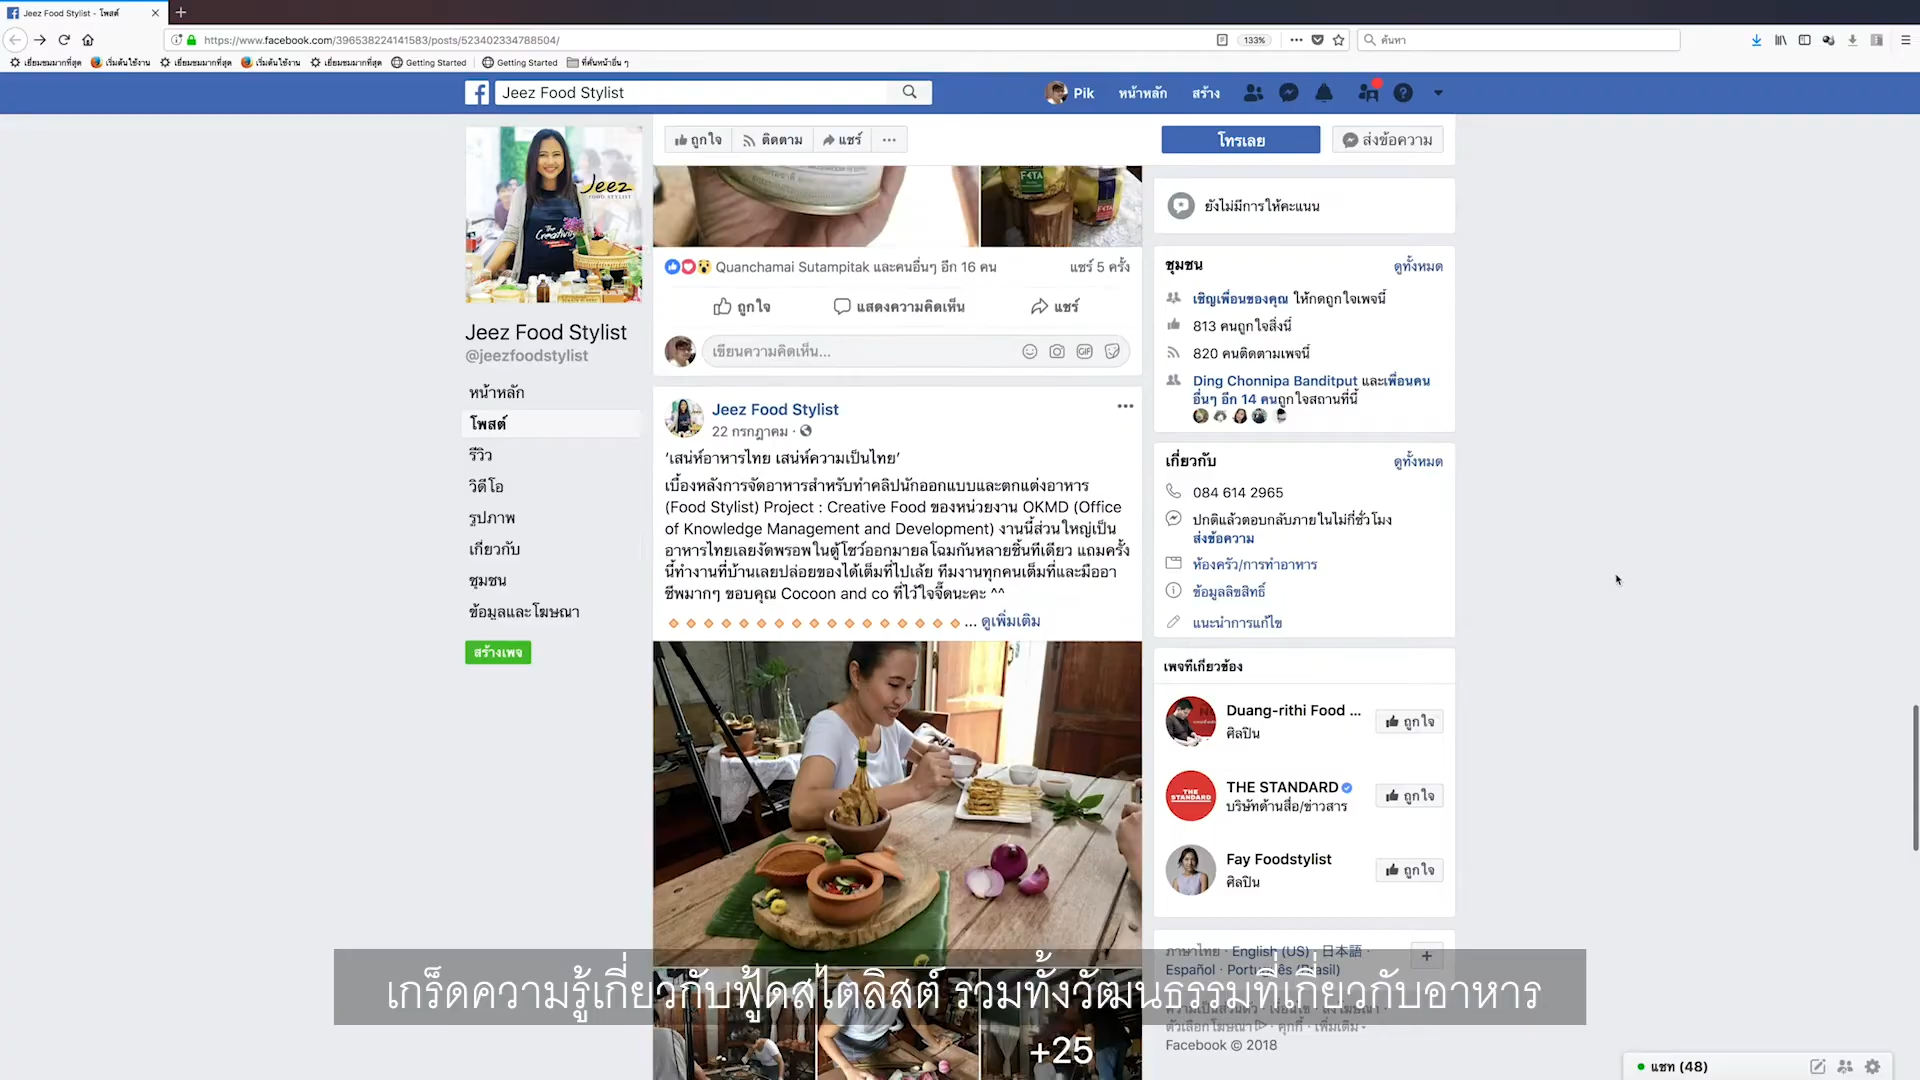 Jeez Food Stylist - โพสต์
https://www.facebook.com/396538224141583/posts/523402334788504/
133%
ค้นหา
เยี่ยมชมมากที่สุด
เริ่มต้นใช้งาน
เยี่ยมชมมากที่สุด
เริ่มต้นใช้งาน
เยี่ยมชมมากที่สุด
Getting Started
Getting Started
ที่คั่นหน้าอื่น ๆ
Jeez Food Stylist
Pik
หน้าหลัก
สร้าง
ถูกใจ
ติดตาม
แชร์
โทรเลย
ส่งข้อความ
Jeez
FOOD STYLIST
The Creativity
Jeez Food Stylist
@jeezfoodstylist
หน้าหลัก
โพสต์
รีวิว
วิดีโอ
รูปภาพ
เกี่ยวกับ
ชุมชน
ข้อมูลและโฆษณา
สร้างเพจ
FETA
Quanchamai Sutampitak และคนอื่นๆ อีก 16 คน
แชร์ 5 ครั้ง
ถูกใจ
แสดงความคิดเห็น
แชร์
เขียนความคิดเห็น...
GIF
Jeez Food Stylist
22 กรกฎาคม ·
‘เสน่ห์อาหารไทย เสน่ห์ความเป็นไทย’
เบื้องหลังการจัดอาหารสำหรับทำคลิปนักออกแบบและตกแต่งอาหาร
(Food Stylist) Project : Creative Food ของหน่วยงาน OKMD (Office
of Knowledge Management and Development) งานนี้ส่วนใหญ่เป็น
อาหารไทยเลยงัดพรอพในตู้โชว์ออกมายลโฉมกันหลายชิ้นทีเดียว แถมครั้ง
นี้ทำงานที่บ้านเลยปล่อยของได้เต็มที่ไปเล้ย ทีมงานทุกคนเต็มที่และมืออา
ชีพมากๆ ขอบคุณ Cocoon and co ที่ไว้ใจจี๊ดนะคะ ^^
... ดูเพิ่มเติม
+25
ยังไม่มีการให้คะแนน
ชุมชน
ดูทั้งหมด
เชิญเพื่อนของคุณ ให้กดถูกใจเพจนี้
813 คนถูกใจสิ่งนี้
820 คนติดตามเพจนี้
Ding Chonnipa Banditput และเพื่อนคน
อื่นๆ อีก 14 คนถูกใจสถานที่นี้
เกี่ยวกับ
ดูทั้งหมด
084 614 2965
ปกติแล้วตอบกลับภายในไม่กี่ชั่วโมง
ส่งข้อความ
ห้องครัว/การทำอาหาร
ข้อมูลลิขสิทธิ์
แนะนำการแก้ไข
เพจที่เกี่ยวข้อง
Duang-rithi Food ...
ศิลปิน
ถูกใจ
THE STANDARD
THE STANDARD
บริษัทด้านสื่อ/ข่าวสาร
ถูกใจ
Fay Foodstylist
ศิลปิน
ถูกใจ
ภาษาไทย · English (US) · 日本語 ·
Español · Português (Brasil)
ความเป็นส่วนตัว · เงื่อนไข · ลงโฆษณา ·
ตัวเลือกโฆษณา · คุกกี้ · เพิ่มเติม
Facebook © 2018
เกร็ดความรู้เกี่ยวกับฟู้ดสไตลิสต์ รวมทั้งวัฒนธรรมที่เกี่ยวกับอาหาร
แชท (48)